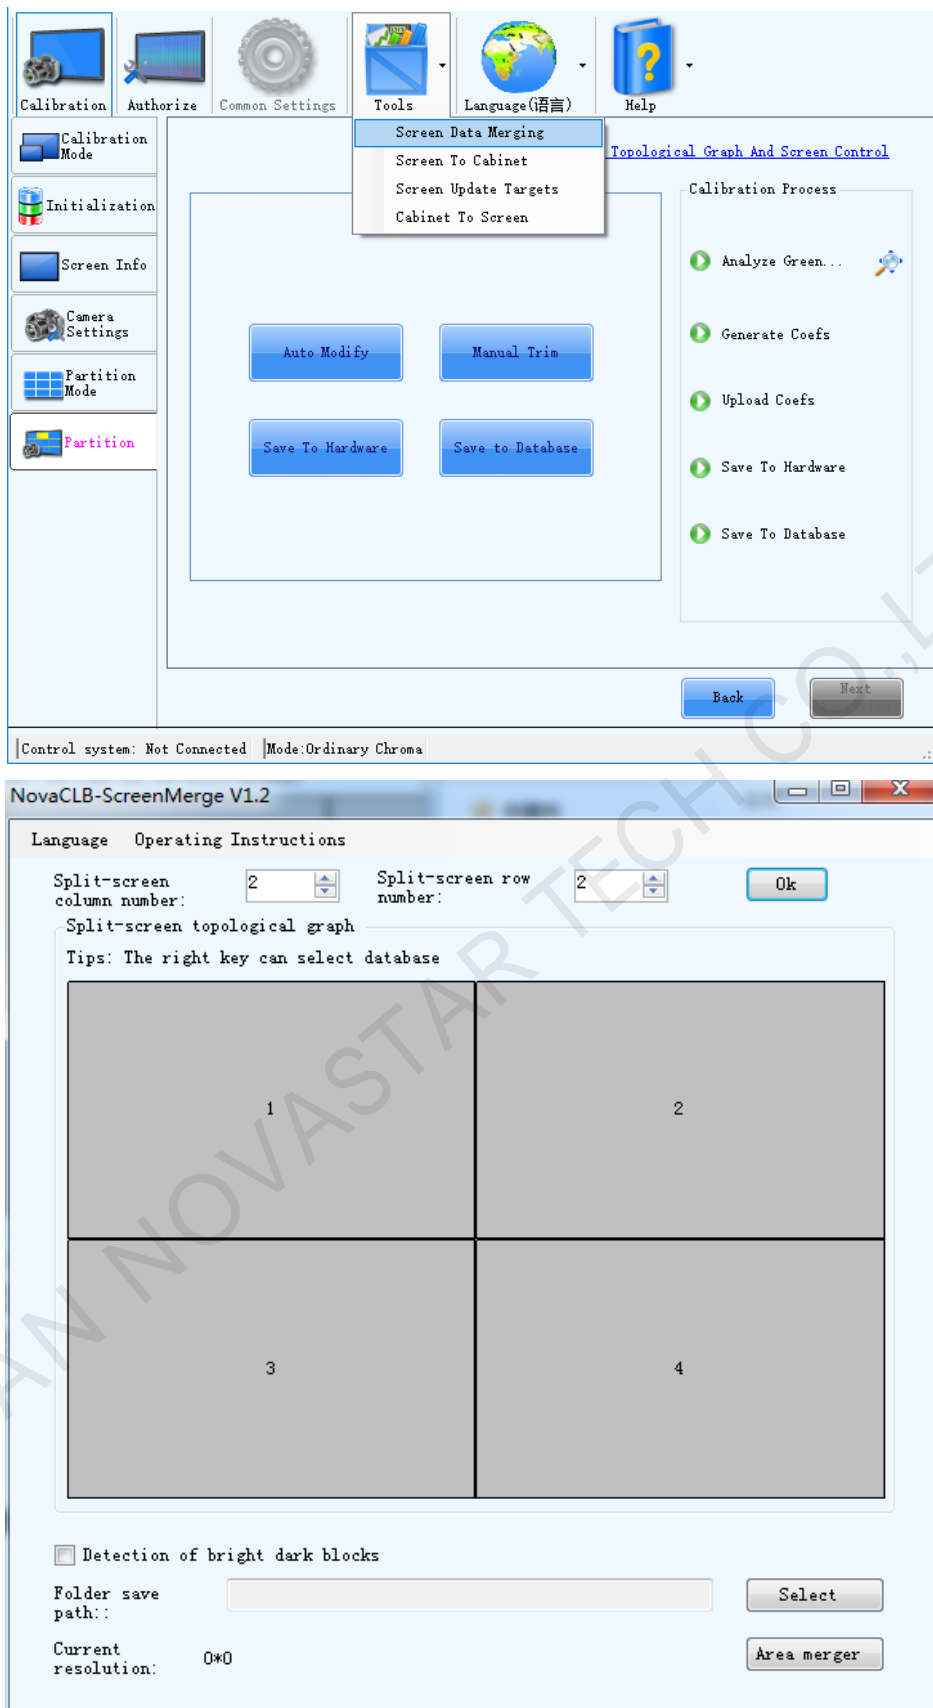 Calibration Authorize Common Settings Tools Language(语言) Help
Screen Data Merging
Screen To Cabinet
Screen Update Targets
Cabinet To Screen
Calibration
Mode
Initialization
Screen Info
Camera
Settings
Partition
Mode
Partition
Topological Graph And Screen Control
Auto Modify Manual Trim
Save To Hardware Save to Database
Calibration Process
Analyze Green...
Generate Coefs
Upload Coefs
Save To Hardware
Save To Database
Back Next
Control system: Not Connected Mode:Ordinary Chroma
NovaCLB-ScreenMerge V1.2
Language Operating Instructions
Split-screen
column number:
2
Split-screen row
number:
2
Ok
Split-screen topological graph
Tips: The right key can select database
1 2
3 4
Detection of bright dark blocks
Folder save
path::
Select
Current
resolution:
0*0
Area merger
AN NOVASTAR TECH CO.,LT